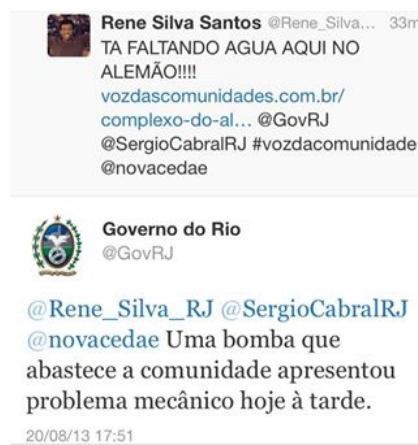 Rene Silva Santos @Rene_Silva... 33m
TA FALTANDO AGUA AQUI NO
ALEMÃO!!!!
vozdascomunidades.com.br/
complexo-do-al... @GovRJ
@SergioCabralRJ #vozdacomunidade
@novacedae
Governo do Rio
@GovRJ
@Rene_Silva_RJ @SergioCabralRJ
@novacedae Uma bomba que
abastece a comunidade apresentou
problema mecânico hoje à tarde.
20/08/13 17:51